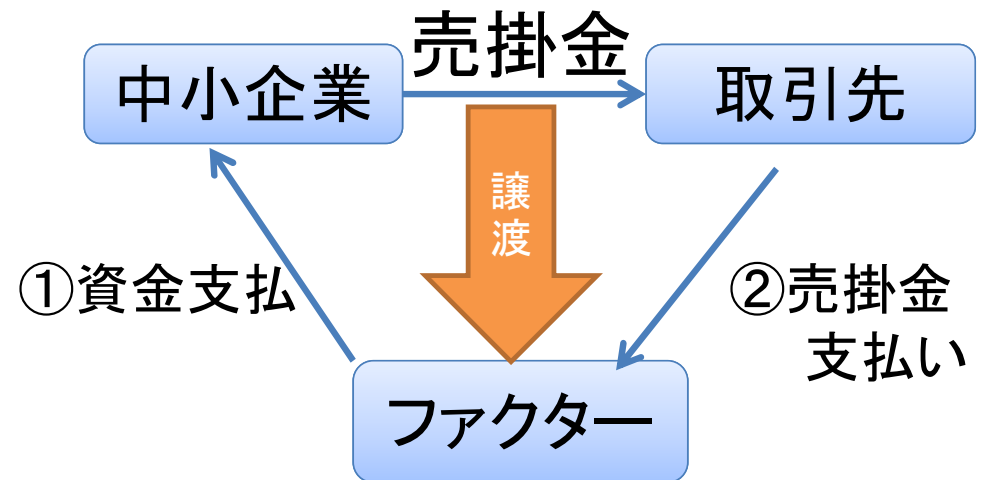 売掛金
中小企業
取引先
譲
渡
①資金支払
②売掛金
支払い
ファクター